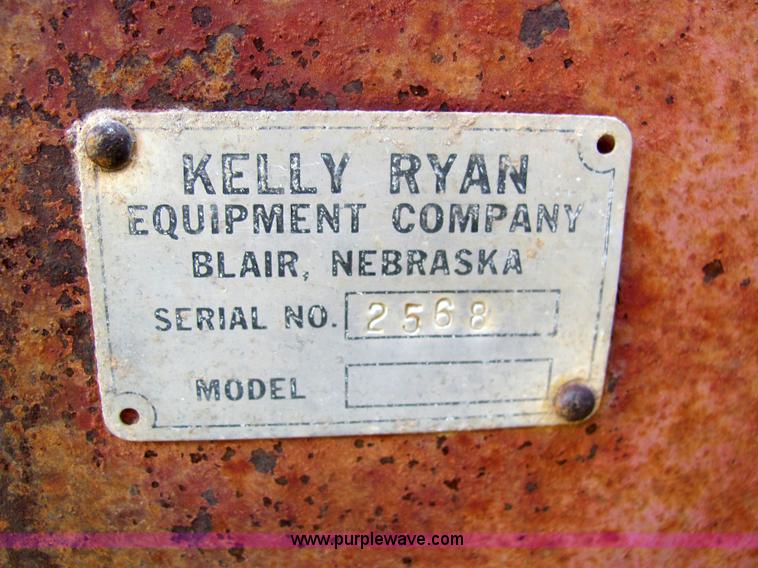 KELLY RYAN
EQUIPMENT COMPANY
BLAIR, NEBRASKA
SERIAL NO. 2568
MODEL
www.purplewave.com